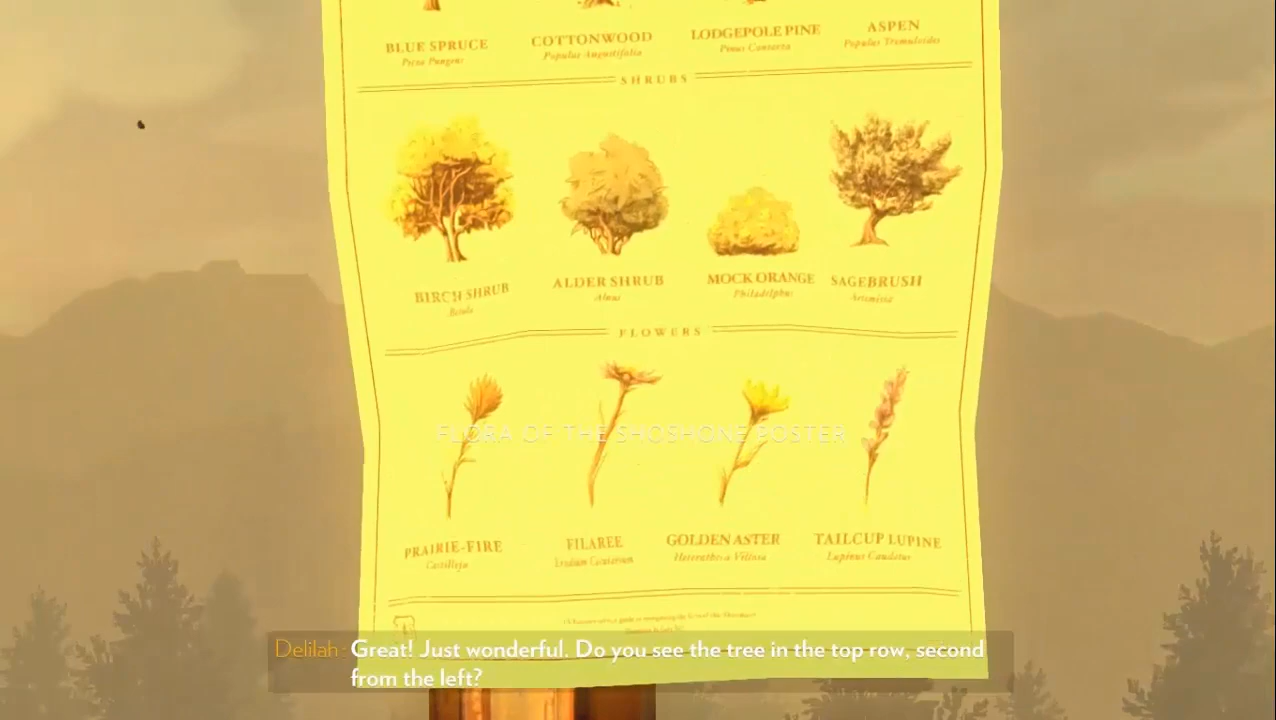 BLUE SPRUCE
Picea Pungens
COTTONWOOD
Populus Angustifolia
LODGEPOLE PINE
Pinus Contorta
ASPEN
Populus Tremuloides
SHRUBS
BIRCH SHRUB
Betula
ALDER SHRUB
Alnus
MOCK ORANGE
Philadelphus
SAGEBRUSH
Artemisia
FLOWERS
FLORA OF THE SHOSHONE POSTER
PRAIRIE-FIRE
Castilleja
FILAREE
Erodium Cicutarium
GOLDEN ASTER
Heterotheca Villosa
TAILCUP LUPINE
Lupinus Caudatus
Delilah: Great! Just wonderful. Do you see the tree in the top row, second
from the left?